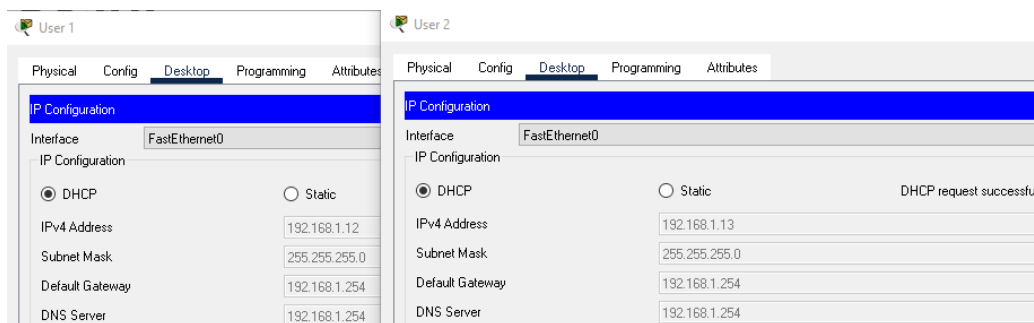 User 1
Physical Config Desktop Programming Attributes
IP Configuration
Interface FastEthernet0
IP Configuration
DHCP Static
IPv4 Address 192.168.1.12
Subnet Mask 255.255.255.0
Default Gateway 192.168.1.254
DNS Server 192.168.1.254
User 2
Physical Config Desktop Programming Attributes
IP Configuration
Interface FastEthernet0
IP Configuration
DHCP Static DHCP request successfu
IPv4 Address 192.168.1.13
Subnet Mask 255.255.255.0
Default Gateway 192.168.1.254
DNS Server 192.168.1.254